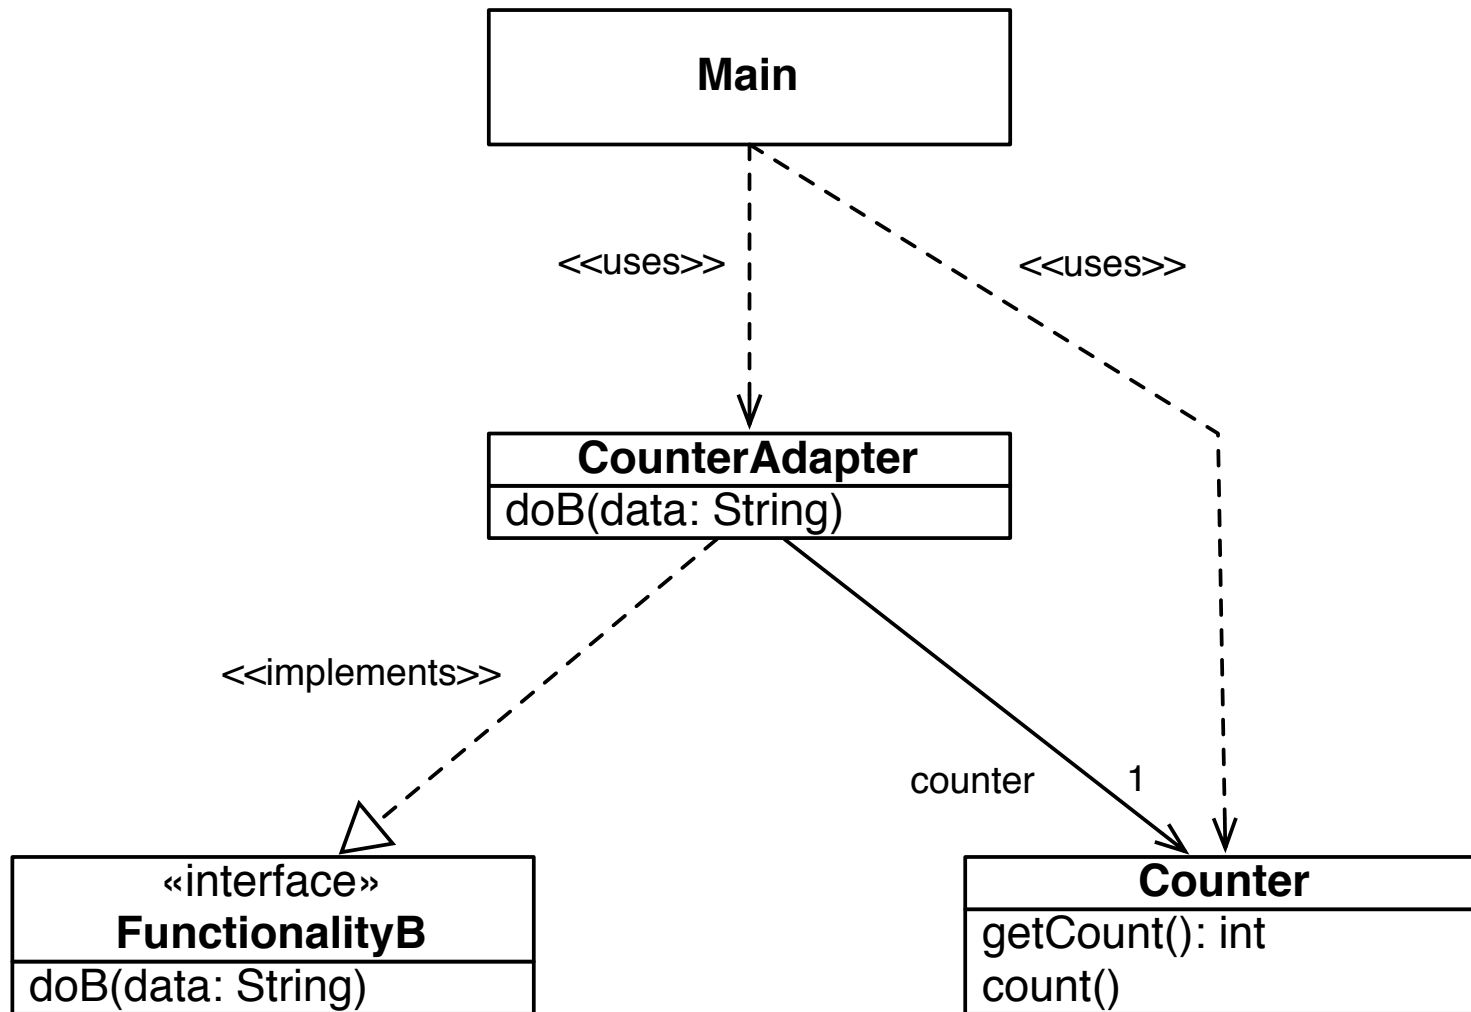 Main
<<uses>>
<<uses>>
CounterAdapter
doB(data: String)
<<implements>>
counter
1
«interface»
FunctionalityB
doB(data: String)
Counter
getCount(): int
count()